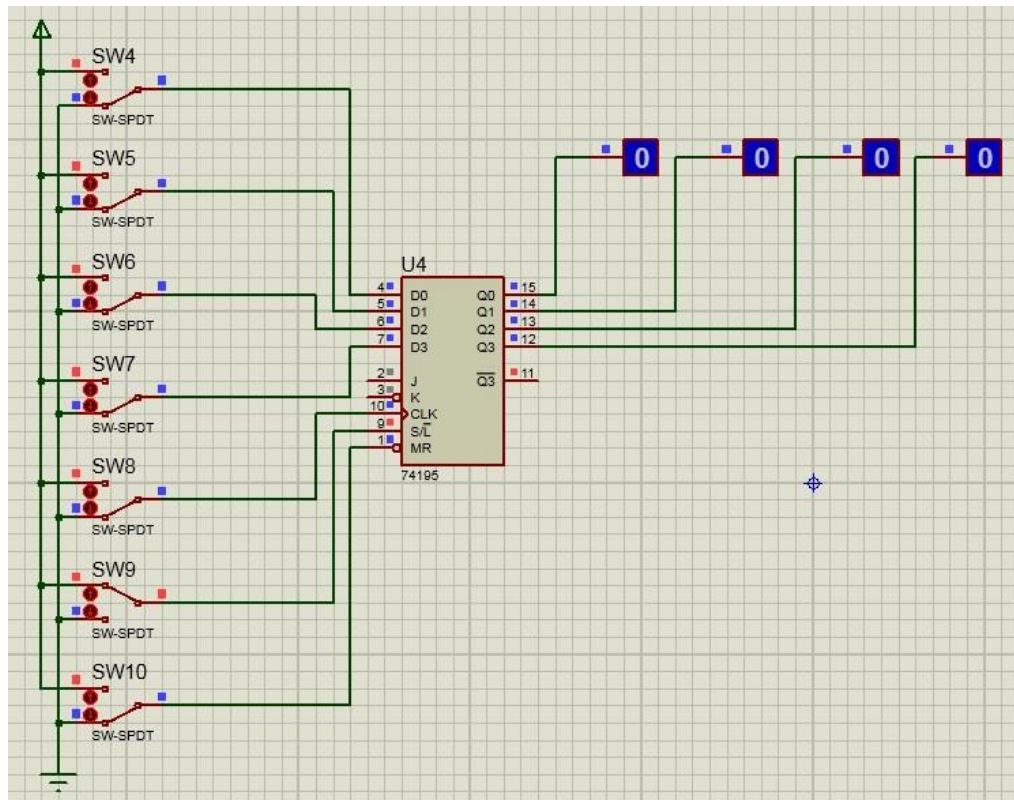 SW4
SW-SPDT
SW5
SW-SPDT
SW6
SW-SPDT
SW7
SW-SPDT
SW8
SW-SPDT
SW9
SW-SPDT
SW10
SW-SPDT
0 0 0 0
U4
4 D0 Q0 15
5 D1 Q1 14
6 D2 Q2 13
7 D3 Q3 12
2 J Q3 11
3 K
10 CLK
9 S/L
1 MR
74195